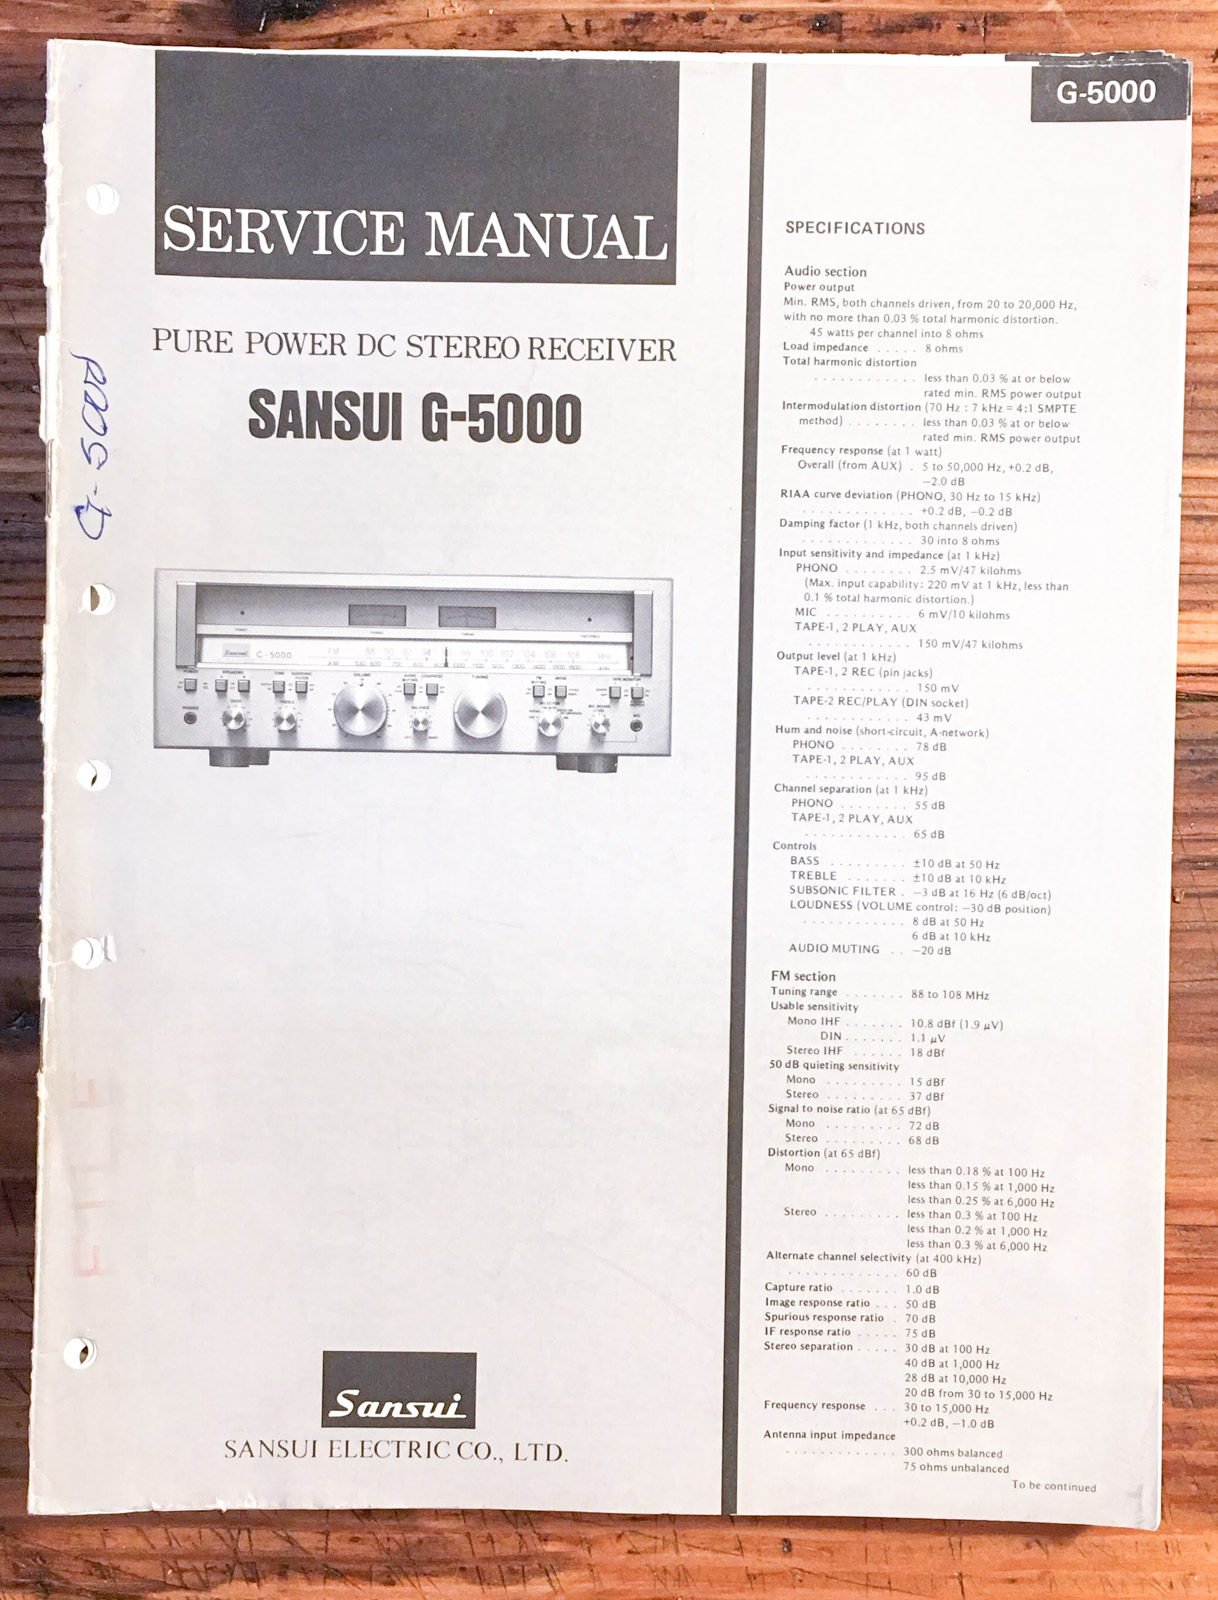 G-5000
SERVICE MANUAL
PURE POWER DC STEREO RECEIVER
SANSUI G-5000
G-5000
Sansui
G-5000
FM 88 90 92 94 98 100 102 104 106 108 MHz
VOLUME
TUNING
TREBLE
BALANCE
SELECTOR
TAPE MONITOR
MIC
FILE
Sansui
SANSUI ELECTRIC CO., LTD.
SPECIFICATIONS
Audio section
Power output
Min. RMS, both channels driven, from 20 to 20,000 Hz,
with no more than 0.03 % total harmonic distortion.
45 watts per channel into 8 ohms
Load impedance . . . . . 8 ohms
Total harmonic distortion
. . . . . . . . . . . . less than 0.03 % at or below
rated min. RMS power output
Intermodulation distortion (70 Hz : 7 kHz = 4:1 SMPTE
method) . . . . . . . . less than 0.03 % at or below
rated min. RMS power output
Frequency response (at 1 watt)
Overall (from AUX) . 5 to 50,000 Hz, +0.2 dB,
−2.0 dB
RIAA curve deviation (PHONO, 30 Hz to 15 kHz)
. . . . . . . . . . . . . +0.2 dB, −0.2 dB
Damping factor (1 kHz, both channels driven)
. . . . . . . . . . . . . 30 into 8 ohms
Input sensitivity and impedance (at 1 kHz)
PHONO . . . . . . . . 2.5 mV/47 kilohms
(Max. input capability: 220 mV at 1 kHz, less than
0.1 % total harmonic distortion.)
MIC . . . . . . . . . . 6 mV/10 kilohms
TAPE-1, 2 PLAY, AUX
. . . . . . . . . . . . 150 mV/47 kilohms
Output level (at 1 kHz)
TAPE-1, 2 REC (pin jacks)
. . . . . . . . . . . . 150 mV
TAPE-2 REC/PLAY (DIN socket)
. . . . . . . . . . . . 43 mV
Hum and noise (short-circuit, A-network)
PHONO . . . . . . . . 78 dB
TAPE-1, 2 PLAY, AUX
. . . . . . . . . . . . 95 dB
Channel separation (at 1 kHz)
PHONO . . . . . . . . 55 dB
TAPE-1, 2 PLAY, AUX
. . . . . . . . . . . . 65 dB
Controls
BASS . . . . . . . . . ±10 dB at 50 Hz
TREBLE . . . . . . . ±10 dB at 10 kHz
SUBSONIC FILTER . −3 dB at 16 Hz (6 dB/oct)
LOUDNESS (VOLUME control: −30 dB position)
. . . . . . . . . . . . 8 dB at 50 Hz
6 dB at 10 kHz
AUDIO MUTING . . −20 dB
FM section
Tuning range . . . . . . . 88 to 108 MHz
Usable sensitivity
Mono IHF . . . . . . . 10.8 dBf (1.9 µV)
DIN . . . . . . . 1.1 µV
Stereo IHF . . . . . . 18 dBf
50 dB quieting sensitivity
Mono . . . . . . . . . 15 dBf
Stereo . . . . . . . . . 37 dBf
Signal to noise ratio (at 65 dBf)
Mono . . . . . . . . . 72 dB
Stereo . . . . . . . . . 68 dB
Distortion (at 65 dBf)
Mono . . . . . . . . . less than 0.18 % at 100 Hz
less than 0.15 % at 1,000 Hz
less than 0.25 % at 6,000 Hz
Stereo . . . . . . . . . less than 0.3 % at 100 Hz
less than 0.2 % at 1,000 Hz
less than 0.3 % at 6,000 Hz
Alternate channel selectivity (at 400 kHz)
. . . . . . . . . . . . . 60 dB
Capture ratio . . . . . . . 1.0 dB
Image response ratio . . . 50 dB
Spurious response ratio . 70 dB
IF response ratio . . . . . 75 dB
Stereo separation . . . . . 30 dB at 100 Hz
40 dB at 1,000 Hz
28 dB at 10,000 Hz
20 dB from 30 to 15,000 Hz
Frequency response . . . 30 to 15,000 Hz
+0.2 dB, −1.0 dB
Antenna input impedance
. . . . . . . . . . . . . 300 ohms balanced
75 ohms unbalanced
To be continued